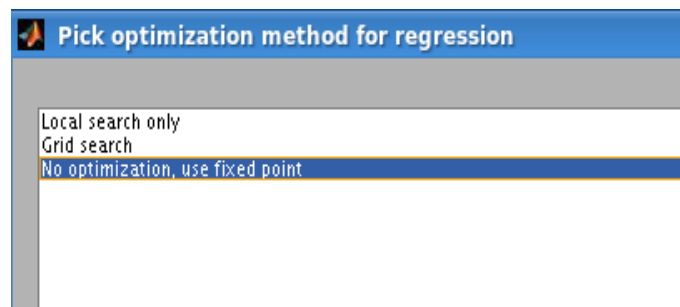 Pick optimization method for regression
Local search only
Grid search
No optimization, use fixed point